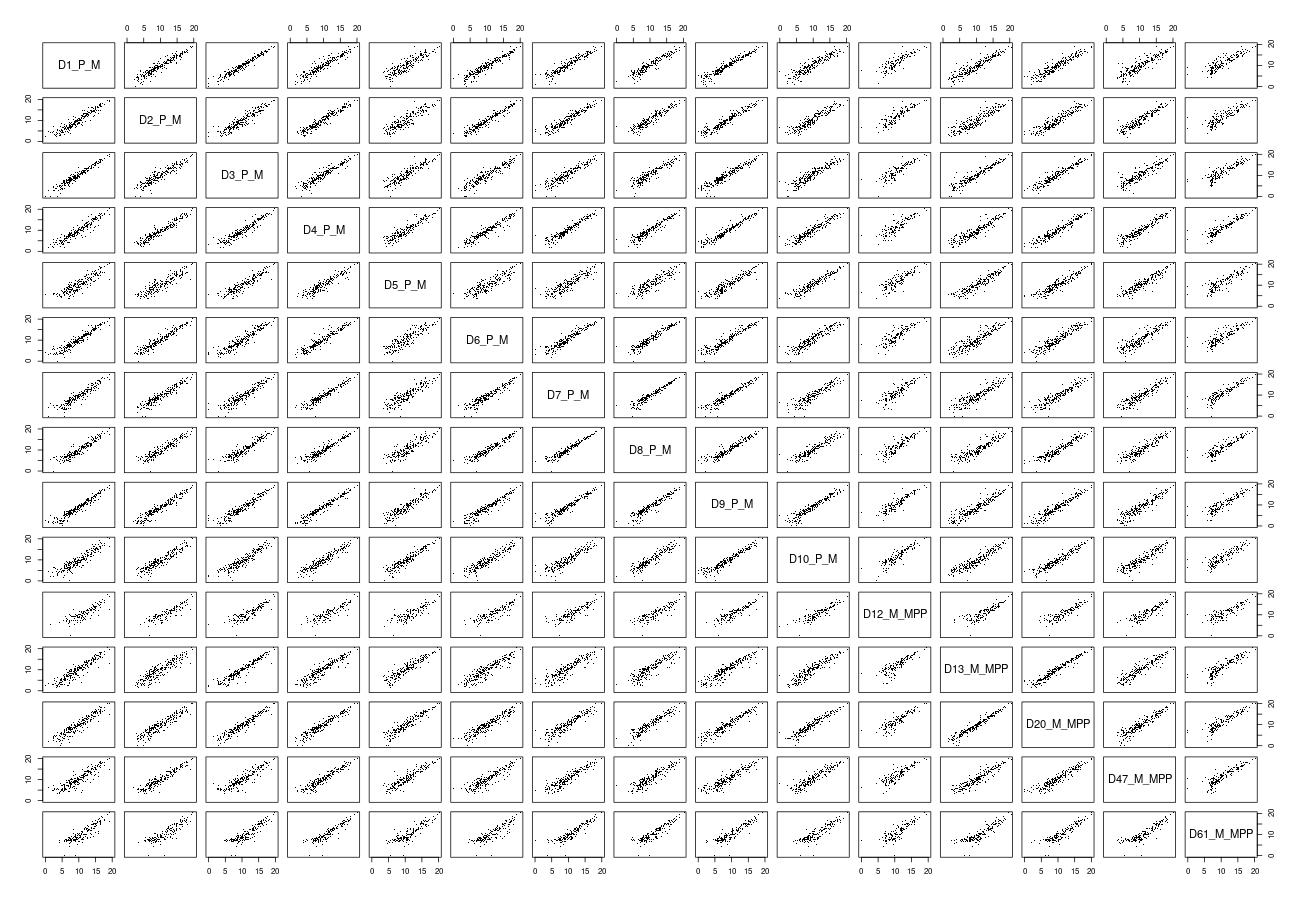 0 5 10 15 20 0 5 10 15 20 0 5 10 15 20 0 5 10 15 20 0 5 10 15 20 0 5 10 15 20 0 5 10 15 20
D1_P_M 0 10 20
0 10 20 D2_P_M
D3_P_M 0 10 20
0 10 20 D4_P_M
D5_P_M 0 10 20
0 10 20 D6_P_M
D7_P_M 0 10 20
0 10 20 D8_P_M
D9_P_M 0 10 20
0 10 20 D10_P_M
D12_M_MPP 0 10 20
0 10 20 D13_M_MPP
D20_M_MPP 0 10 20
0 10 20 D47_M_MPP
D61_M_MPP 0 10 20
0 5 10 15 20 0 5 10 15 20 0 5 10 15 20 0 5 10 15 20 0 5 10 15 20 0 5 10 15 20 0 5 10 15 20 0 5 10 15 20